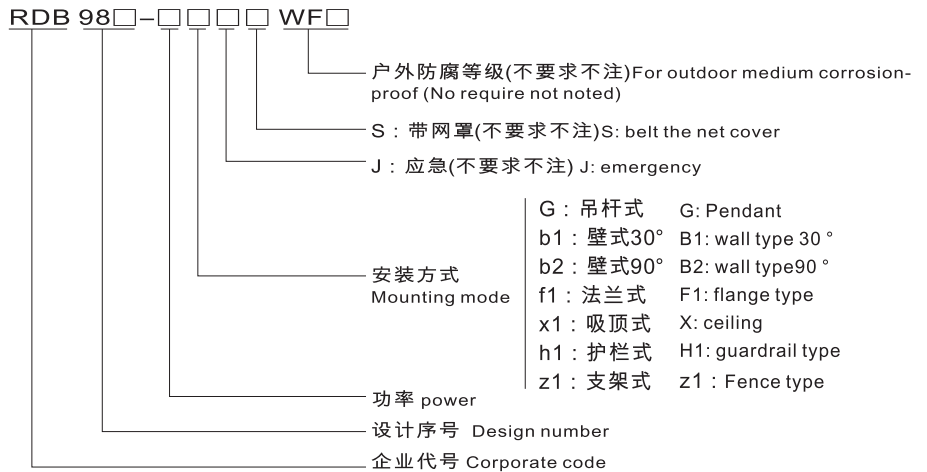 RDB 98□-□□□□ WF□
户外防腐等级(不要求不注)For outdoor medium corrosion-
proof (No require not noted)
S：带网罩(不要求不注)S: belt the net cover
J：应急(不要求不注) J: emergency
G：吊杆式 G: Pendant
b1：壁式30° B1: wall type 30 °
b2：壁式90° B2: wall type90 °
f1：法兰式 F1: flange type
x1：吸顶式 X: ceiling
h1：护栏式 H1: guardrail type
z1：支架式 z1：Fence type
安装方式
Mounting mode
功率 power
设计序号 Design number
企业代号 Corporate code